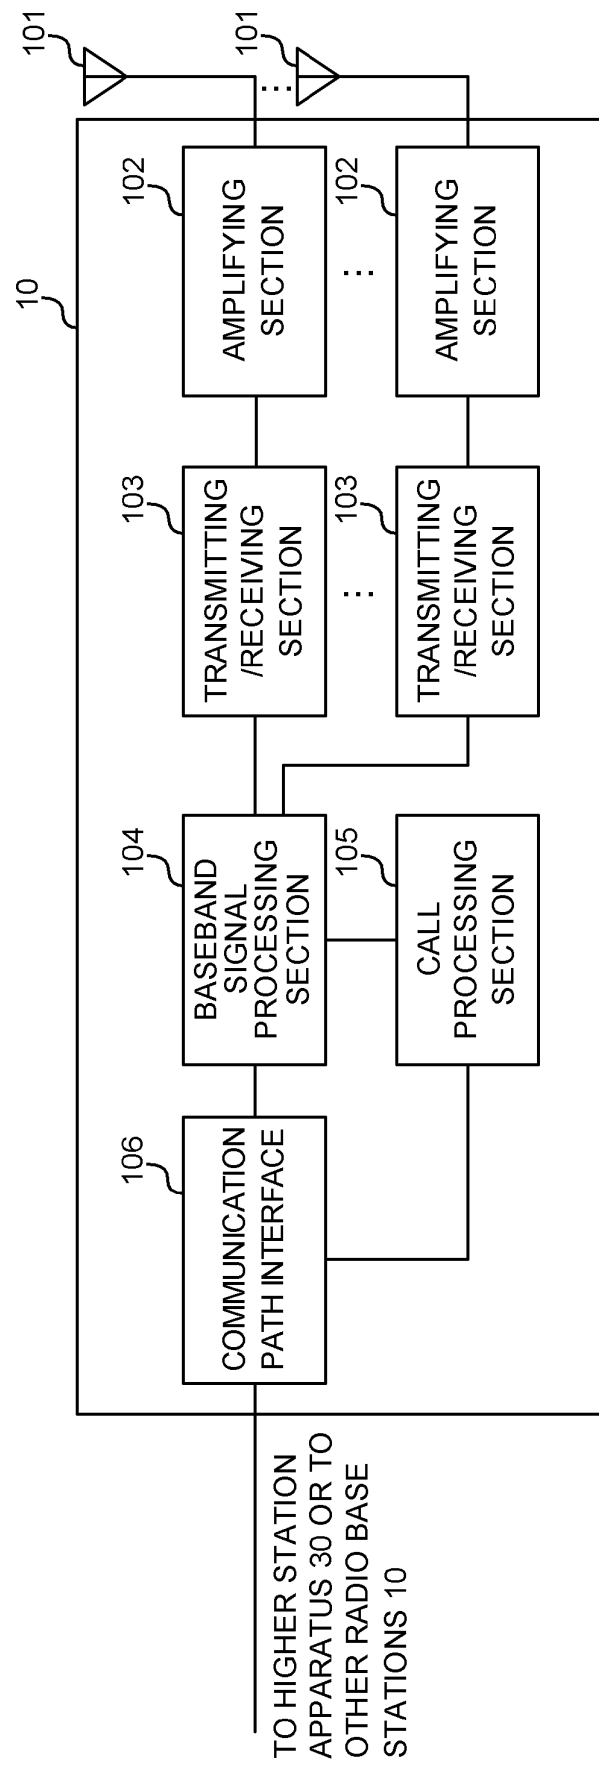 10
101
101
...
102
AMPLIFYING
SECTION
...
102
AMPLIFYING
SECTION
103
TRANSMITTING
/RECEIVING
SECTION
...
103
TRANSMITTING
/RECEIVING
SECTION
104
BASEBAND
SIGNAL
PROCESSING
SECTION
105
CALL
PROCESSING
SECTION
106
COMMUNICATION
PATH INTERFACE
TO HIGHER STATION
APPARATUS 30 OR TO
OTHER RADIO BASE
STATIONS 10